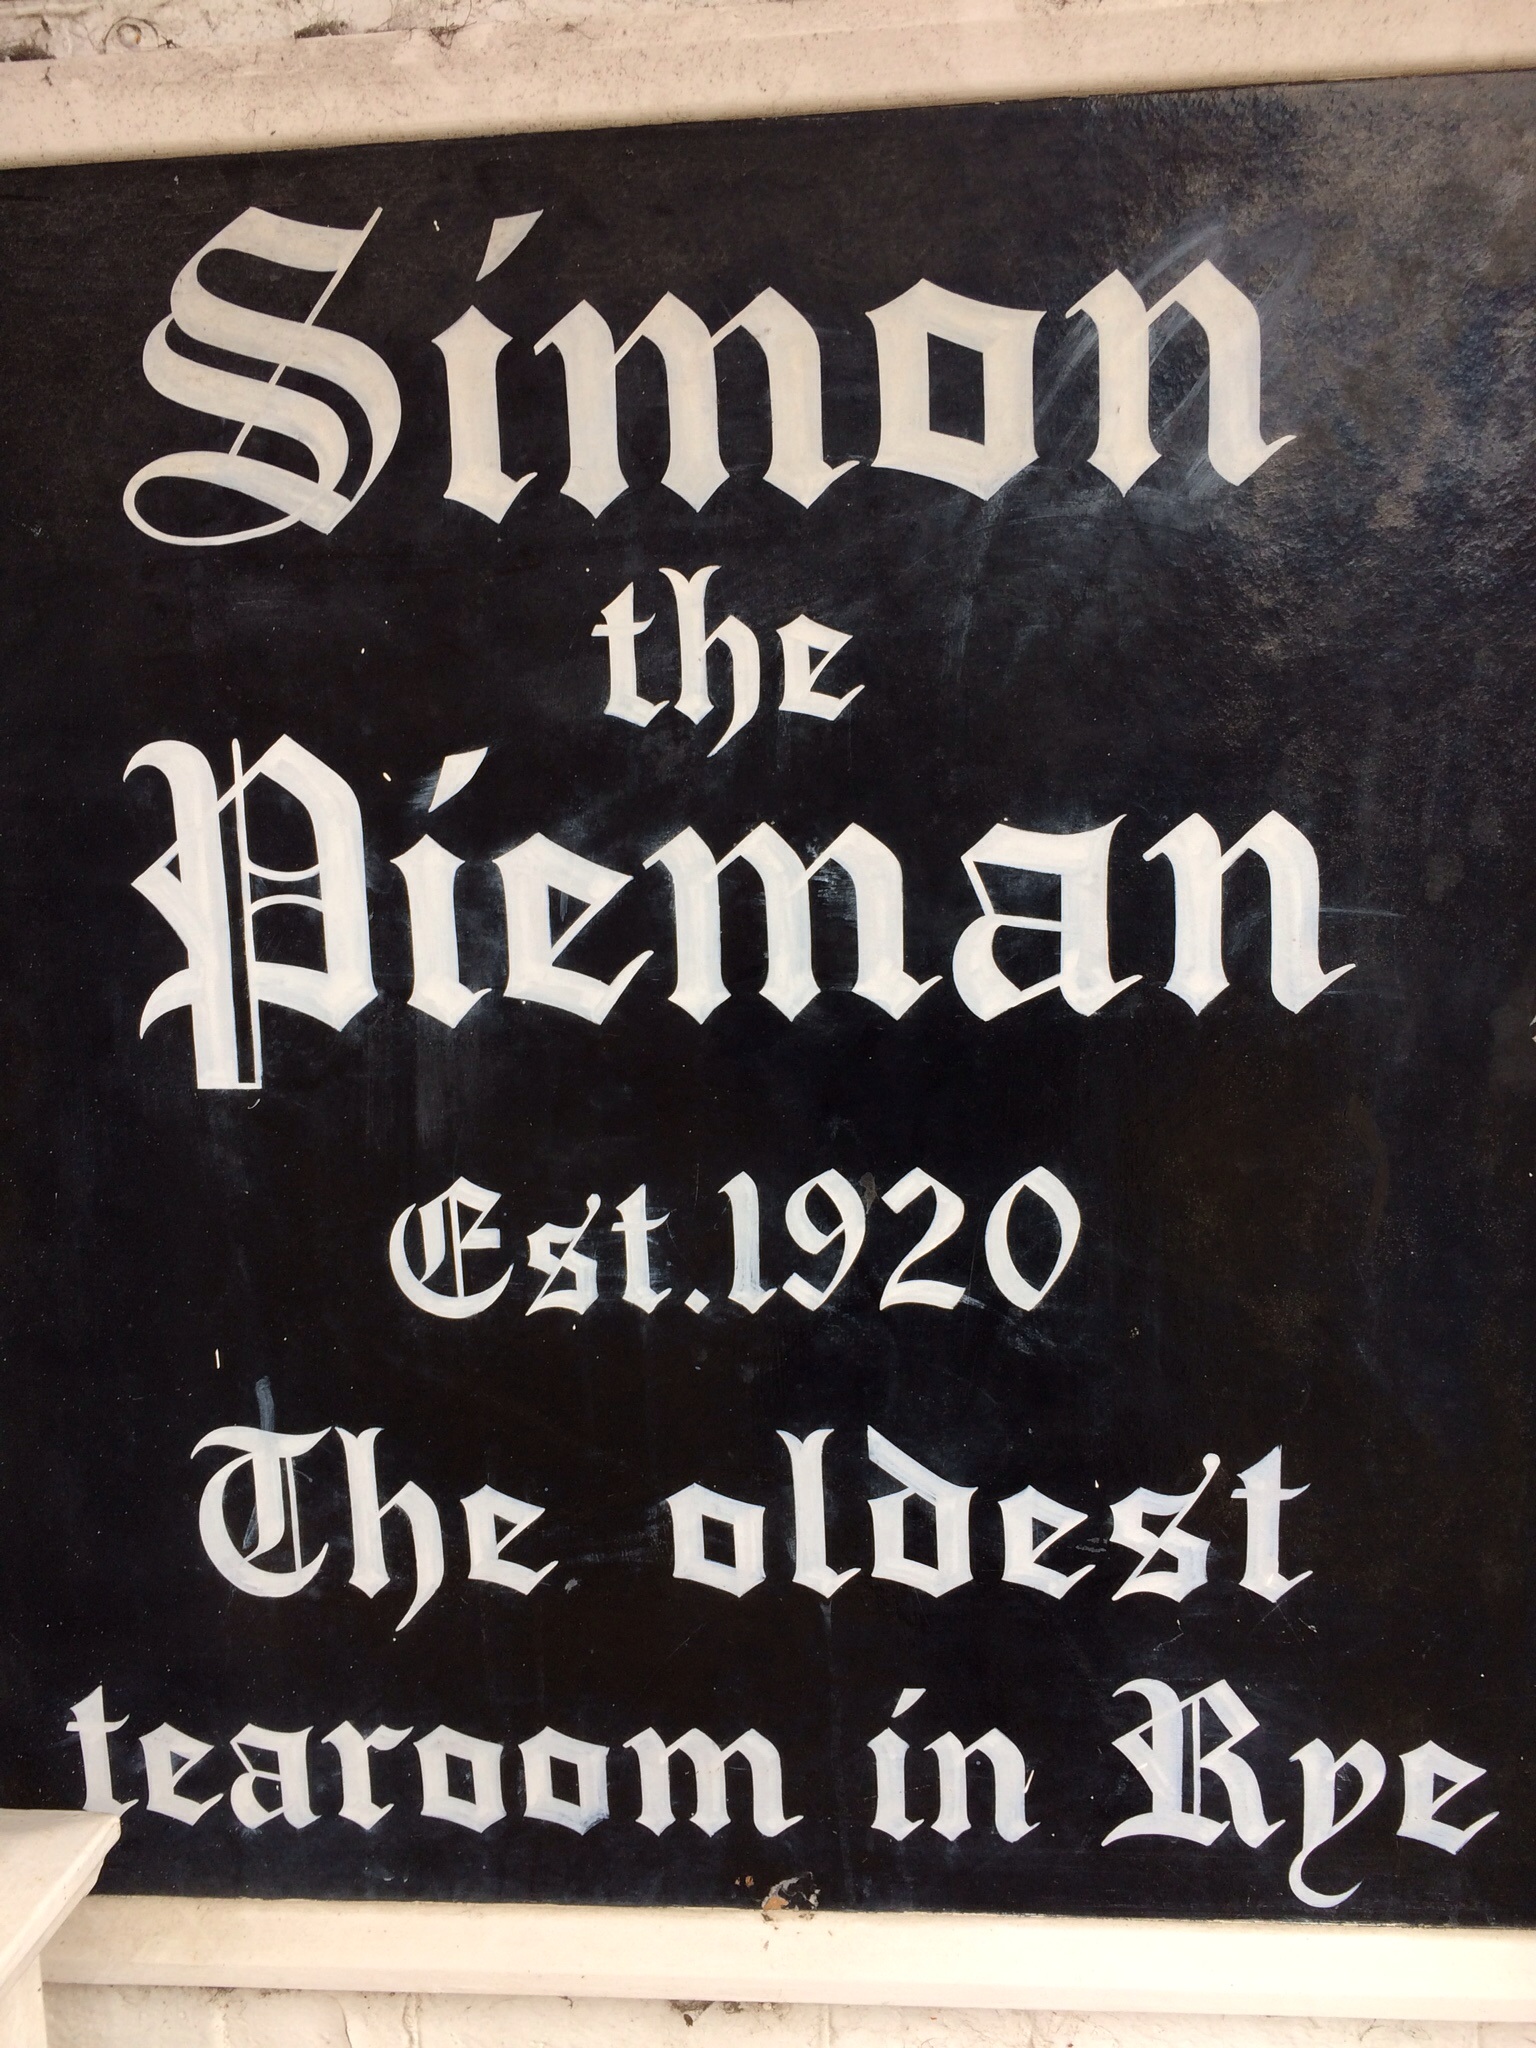 Simon
the
Pieman
Est.1920
The oldest
tearoom in Rye